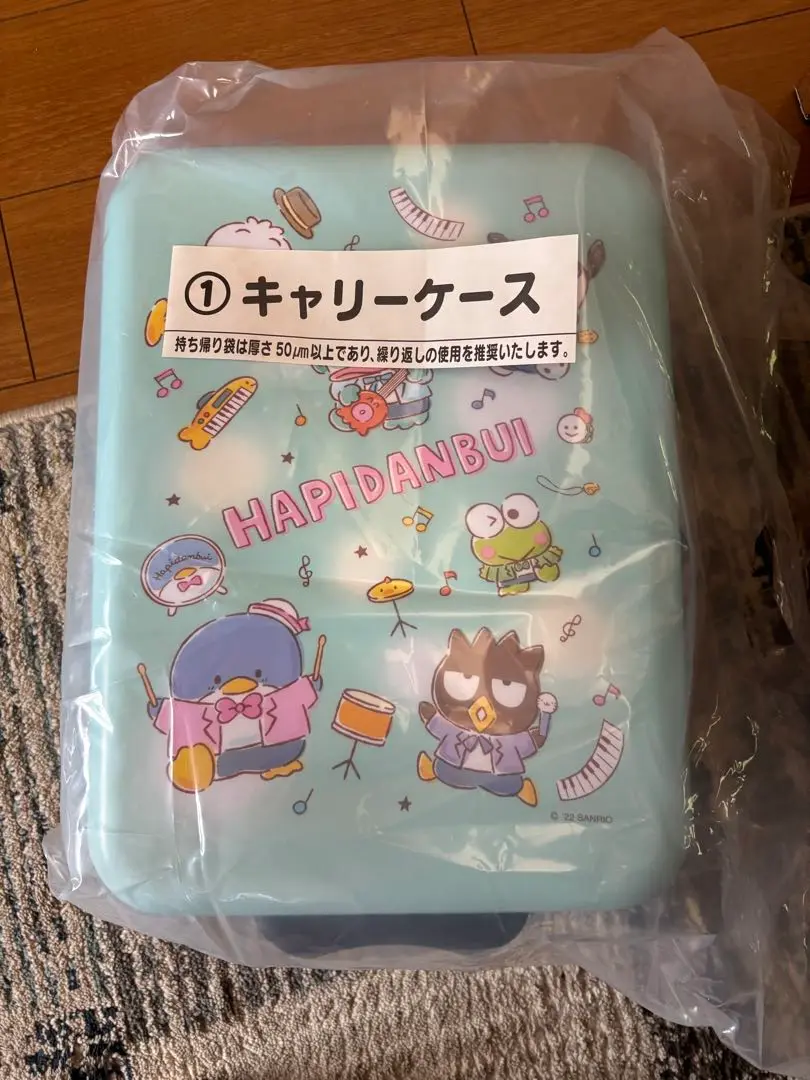 ① キャリーケース
持ち帰り袋は厚さ50μm以上であり、繰り返しの使用を推奨いたします。
HAPIDANBUI
Hapidanbui
© '22 SANRIO